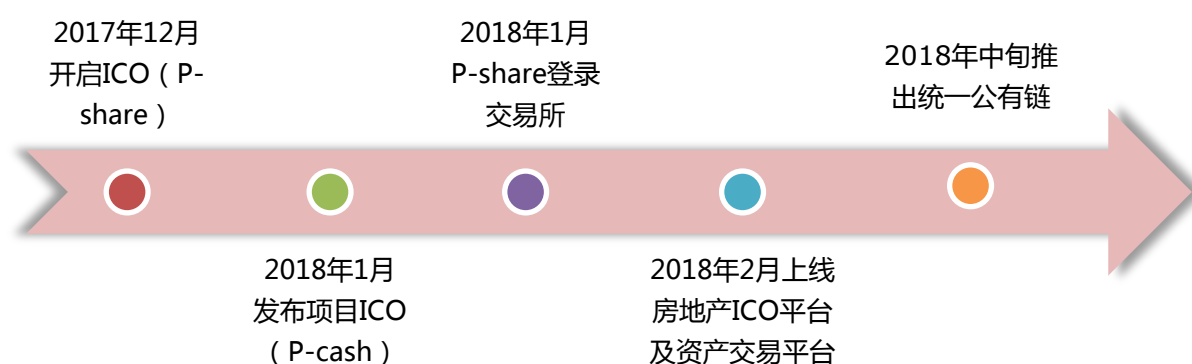 2017年12月
开启ICO（P-
share）
2018年1月
发布项目ICO
（P-cash）
2018年1月
P-share登录
交易所
2018年2月上线
房地产ICO平台
及资产交易平台
2018年中旬推
出统一公有链